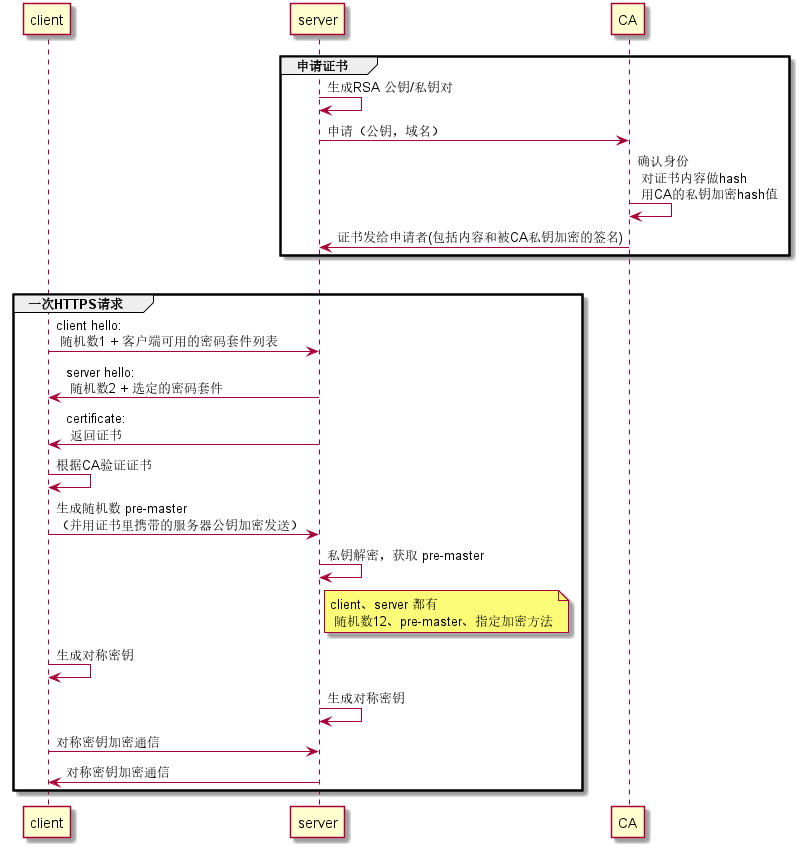 client
server
CA
申请证书
生成RSA 公钥/私钥对
申请（公钥，域名）
确认身份
对证书内容做hash
用CA的私钥加密hash值
证书发给申请者(包括内容和被CA私钥加密的签名)
一次HTTPS请求
client hello:
随机数1 + 客户端可用的密码套件列表
server hello:
随机数2 + 选定的密码套件
certificate:
返回证书
根据CA验证证书
生成随机数 pre-master
（并用证书里携带的服务器公钥加密发送）
私钥解密，获取 pre-master
client、server 都有
随机数12、pre-master、指定加密方法
生成对称密钥
生成对称密钥
对称密钥加密通信
对称密钥加密通信
client
server
CA